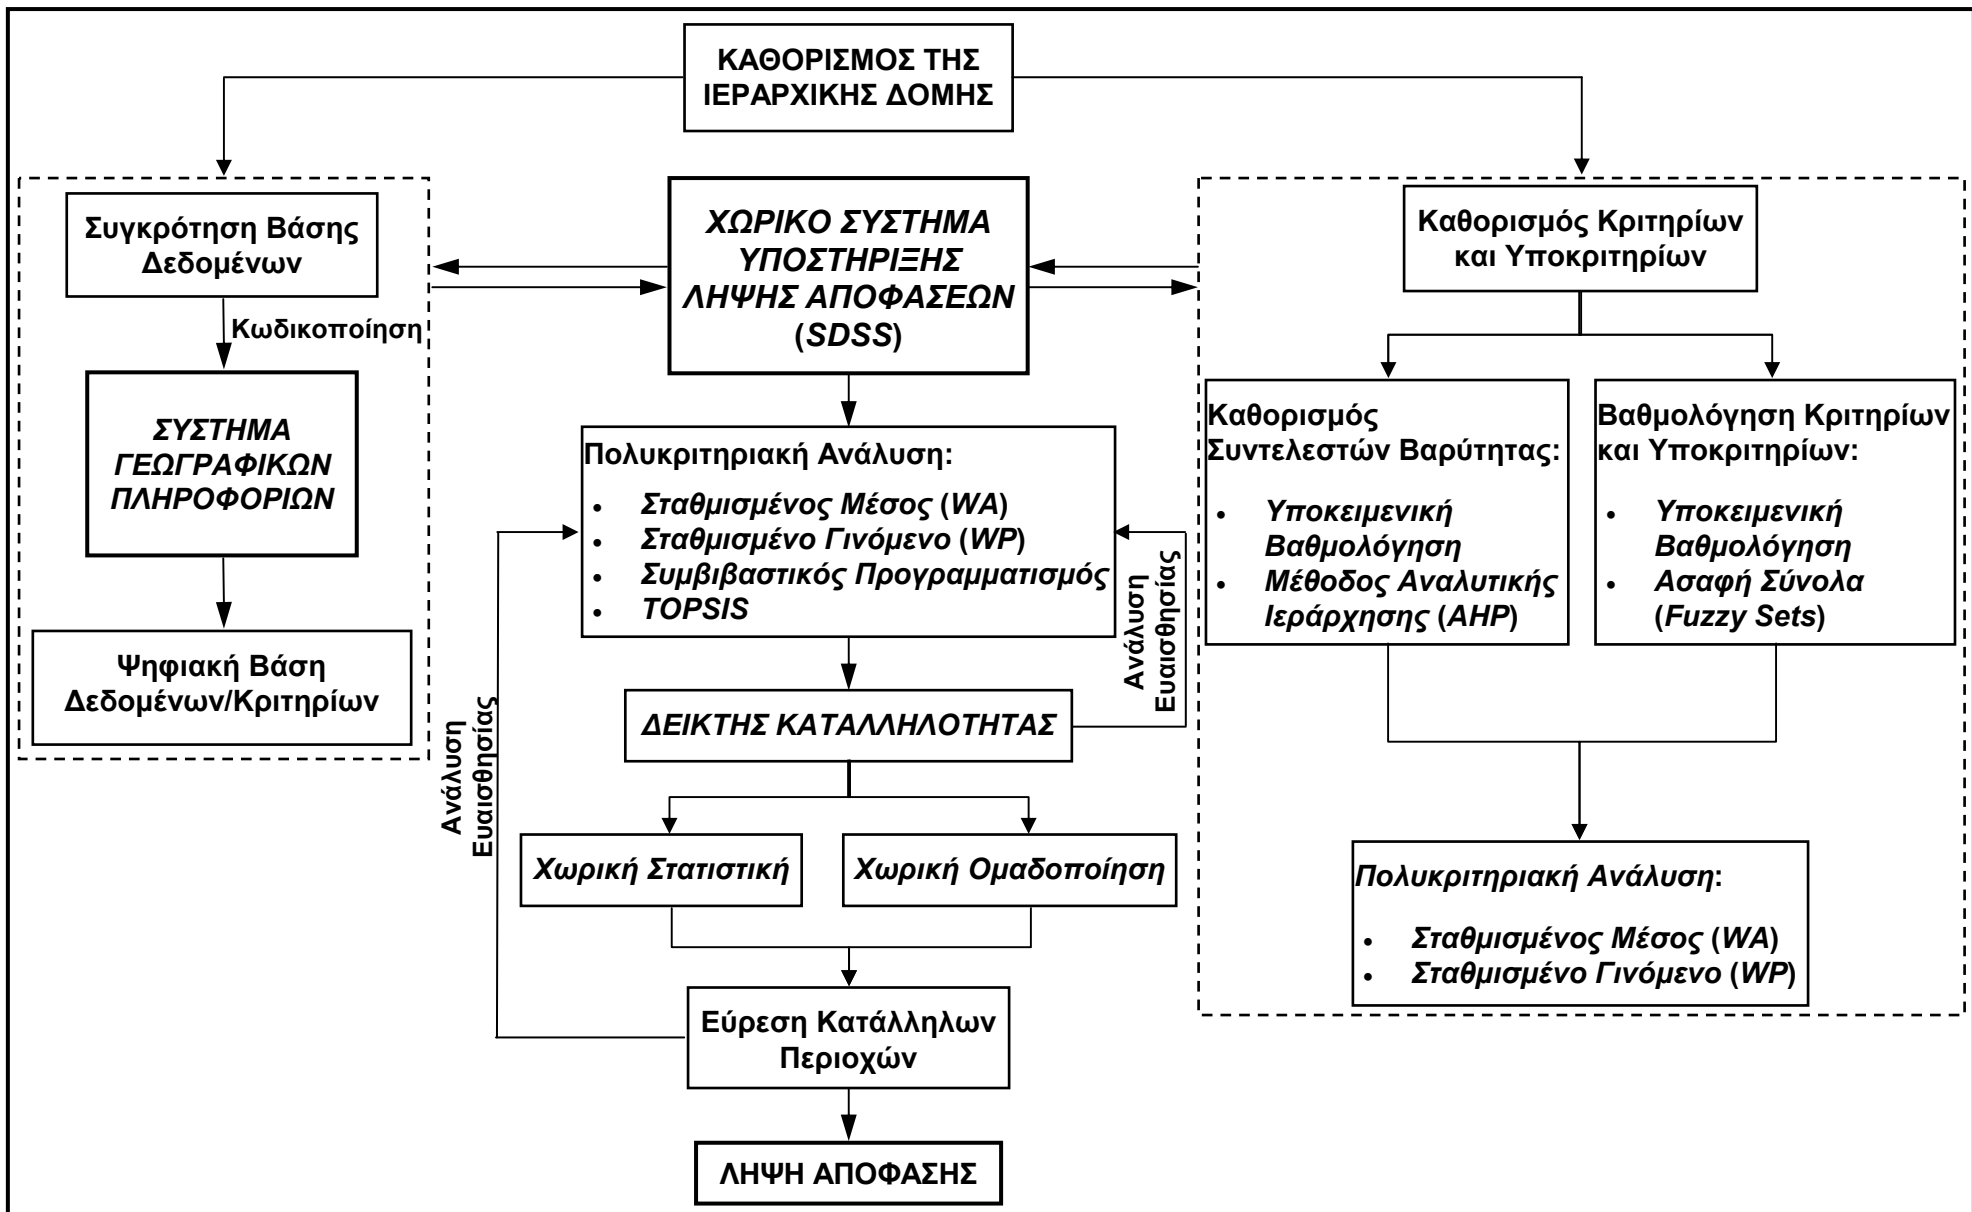 ΚΑΘΟΡΙΣΜΟΣ ΤΗΣ
ΙΕΡΑΡΧΙΚΗΣ ΔΟΜΗΣ
Συγκρότηση Βάσης
Δεδομένων
Κωδικοποίηση
ΣΥΣΤΗΜΑ
ΓΕΩΓΡΑΦΙΚΩΝ
ΠΛΗΡΟΦΟΡΙΩΝ
Ψηφιακή Βάση
Δεδομένων/Κριτηρίων
ΧΩΡΙΚΟ ΣΥΣΤΗΜΑ
ΥΠΟΣΤΗΡΙΞΗΣ
ΛΗΨΗΣ ΑΠΟΦΑΣΕΩΝ
(SDSS)
Πολυκριτηριακή Ανάλυση:
• Σταθμισμένος Μέσος (WA)
• Σταθμισμένο Γινόμενο (WP)
• Συμβιβαστικός Προγραμματισμός
• TOPSIS
Ανάλυση
Ευαισθησίας
ΔΕΙΚΤΗΣ ΚΑΤΑΛΛΗΛΟΤΗΤΑΣ
Ανάλυση
Ευαισθησίας
Χωρική Στατιστική
Χωρική Ομαδοποίηση
Εύρεση Κατάλληλων
Περιοχών
ΛΗΨΗ ΑΠΟΦΑΣΗΣ
Καθορισμός Κριτηρίων
και Υποκριτηρίων
Καθορισμός
Συντελεστών Βαρύτητας:
• Υποκειμενική
Βαθμολόγηση
• Μέθοδος Αναλυτικής
Ιεράρχησης (AHP)
Βαθμολόγηση Κριτηρίων
και Υποκριτηρίων:
• Υποκειμενική
Βαθμολόγηση
• Ασαφή Σύνολα
(Fuzzy Sets)
Πολυκριτηριακή Ανάλυση:
• Σταθμισμένος Μέσος (WA)
• Σταθμισμένο Γινόμενο (WP)